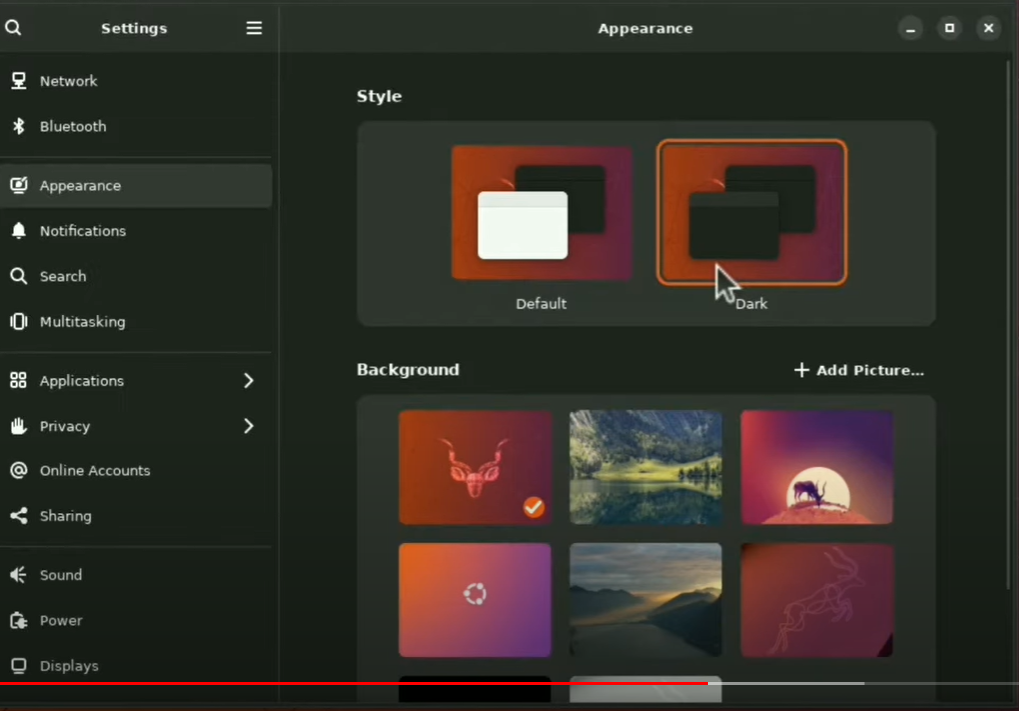 Settings
Appearance
Network
Bluetooth
Appearance
Notifications
Search
Multitasking
Applications
Privacy
Online Accounts
Sharing
Sound
Power
Displays
Style
Default
Dark
Background
+ Add Picture...